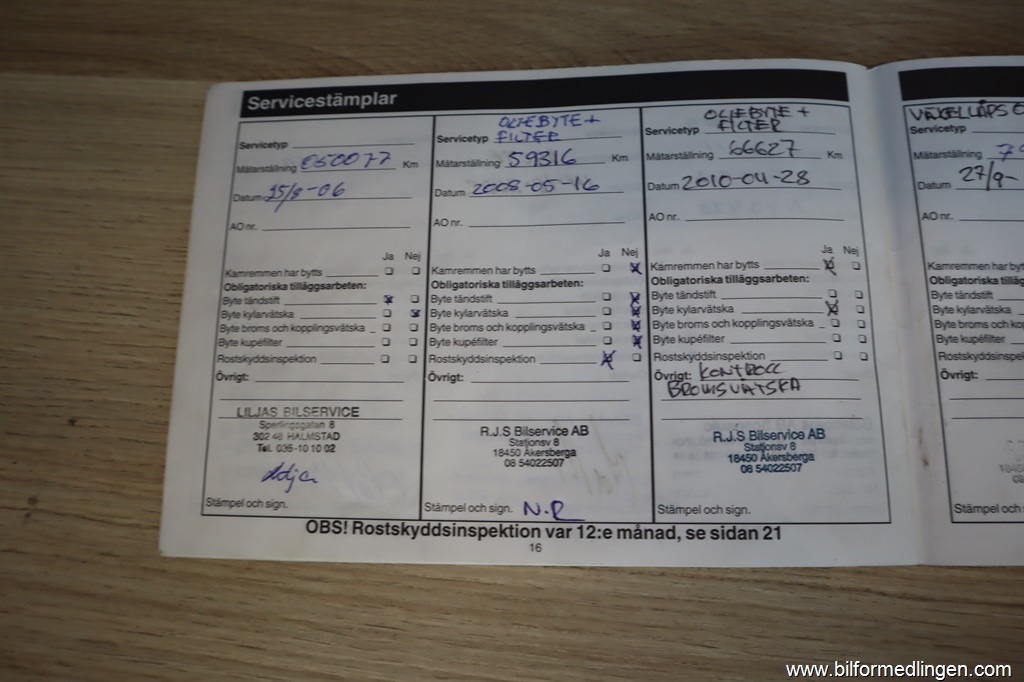 Servicestämplar
Servicetyp
Mätarställning 050077 Km
Datum 15/8-06
AO nr.
Ja Nej
Kamremmen har bytts
Obligatoriska tilläggsarbeten:
Byte tändstift
Byte kylarvätska
Byte broms och kopplingsvätska
Byte kupéfilter
Rostskyddsinspektion
Övrigt:
LILJAS BILSERVICE
Sperlingsgatan 8
302 48 HALMSTAD
Tel. 035-10 10 02
Stämpel och sign.
OLJEBYTE +
Servicetyp FILTER
Mätarställning 59316 Km
Datum 2008-05-16
AO nr.
Ja Nej
Kamremmen har bytts
Obligatoriska tilläggsarbeten:
Byte tändstift
Byte kylarvätska
Byte broms och kopplingsvätska
Byte kupéfilter
Rostskyddsinspektion
Övrigt:
R.J.S Bilservice AB
Stationsv 8
18450 Åkersberga
08 54022507
Stämpel och sign. N.R
OLJEBYTE +
Servicetyp FILTER
Mätarställning 66627 Km
Datum 2010-04-28
AO nr.
Ja Nej
Kamremmen har bytts
Obligatoriska tilläggsarbeten:
Byte tändstift
Byte kylarvätska
Byte broms och kopplingsvätska
Byte kupéfilter
Rostskyddsinspektion
Övrigt: KONTROLL
BROMSVÄTSKA
R.J.S Bilservice AB
Stationsv 8
18450 Åkersberga
08 54022507
Stämpel och sign.
OBS! Rostskyddsinspektion var 12:e månad, se sidan 21
16
VÄXELLÅDS
Servicetyp
Mätarställning 79
Datum 27/9-
AO nr.
Kamremmen har b
Obligatoriska till
Byte tändstift
Byte kylarvätska
Byte broms och k
Byte kupéfilter
Rostskyddsinspek
Övrigt:
Stämpel och sign
www.bilformedlingen.com